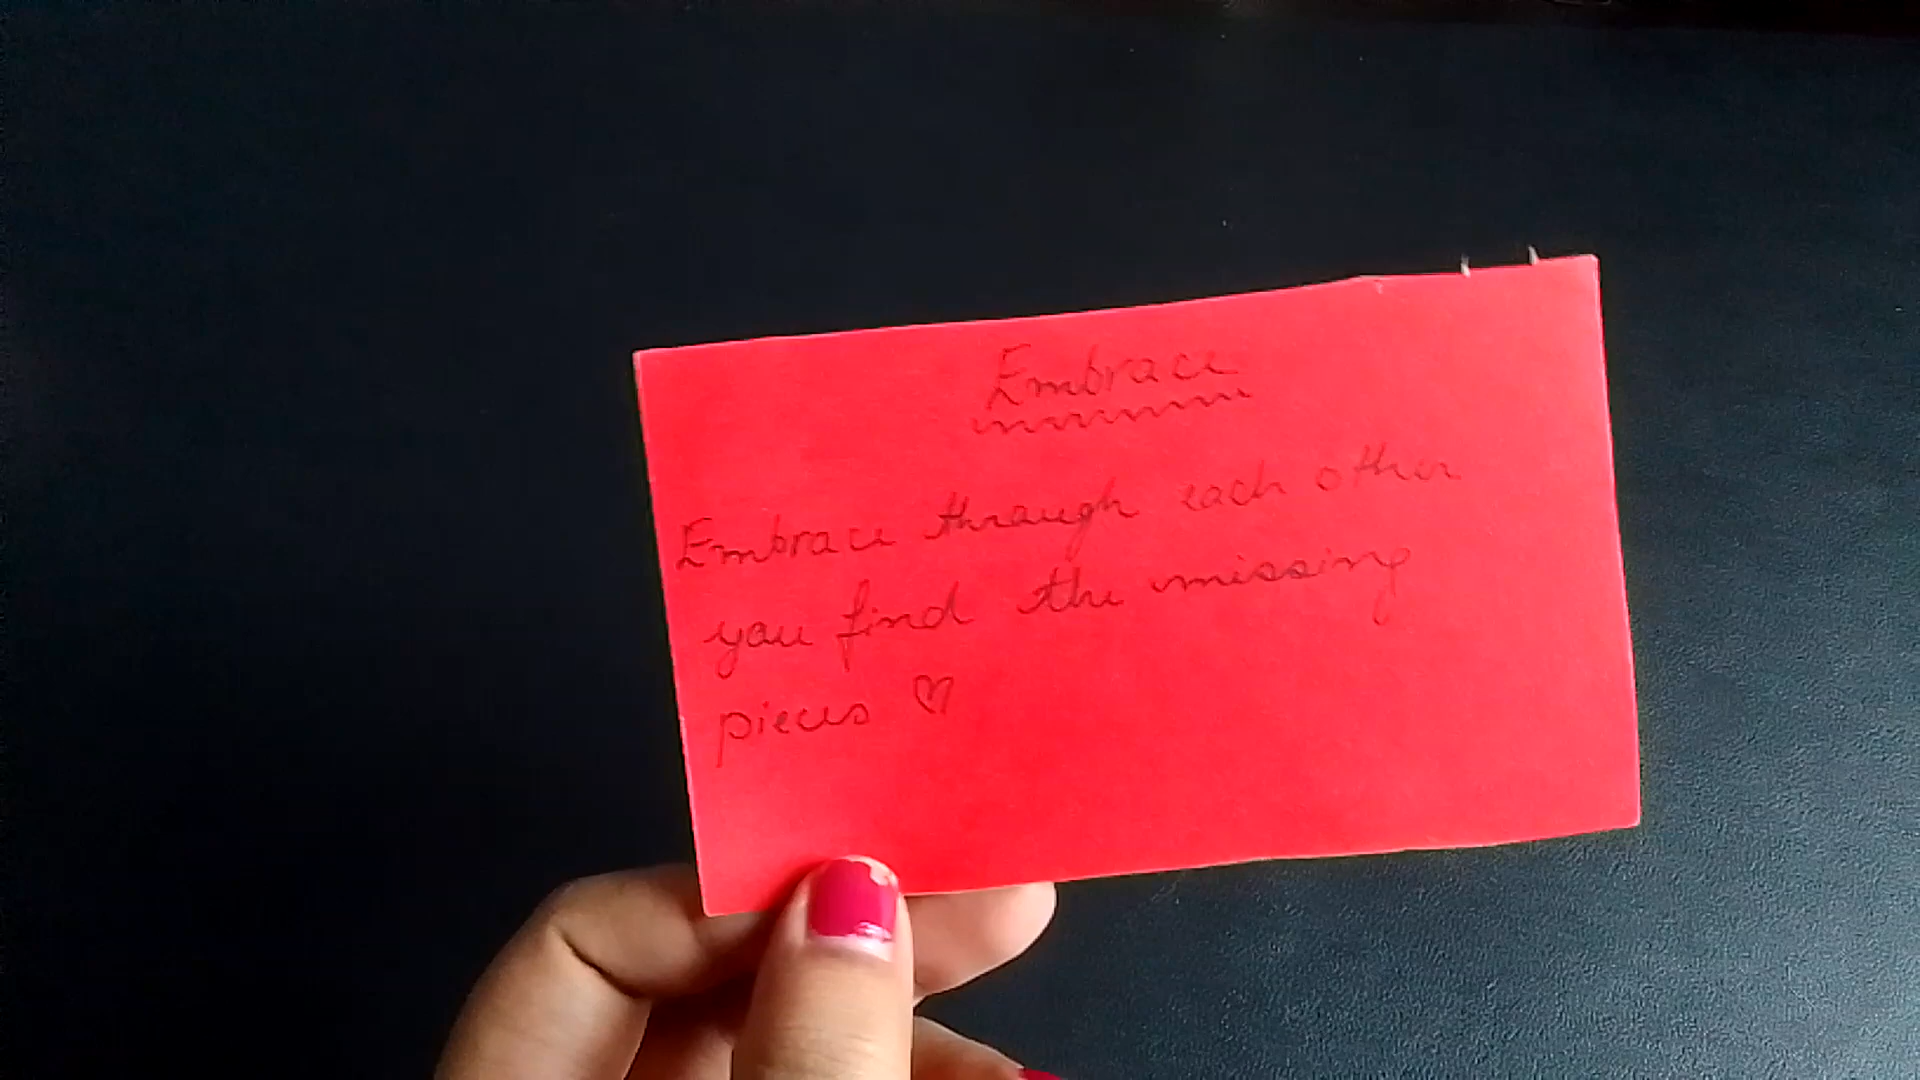 Embrace
Embrace through each other
you find the missing
pieces ♡